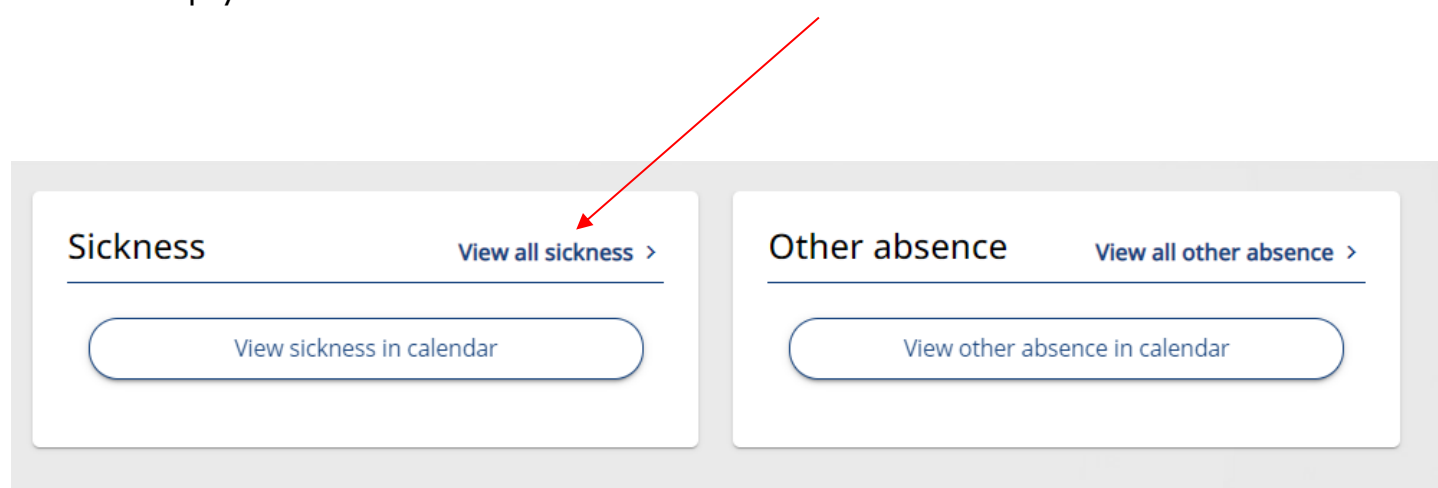 Sickness
View all sickness >
View sickness in calendar
Other absence
View all other absence >
View other absence in calendar